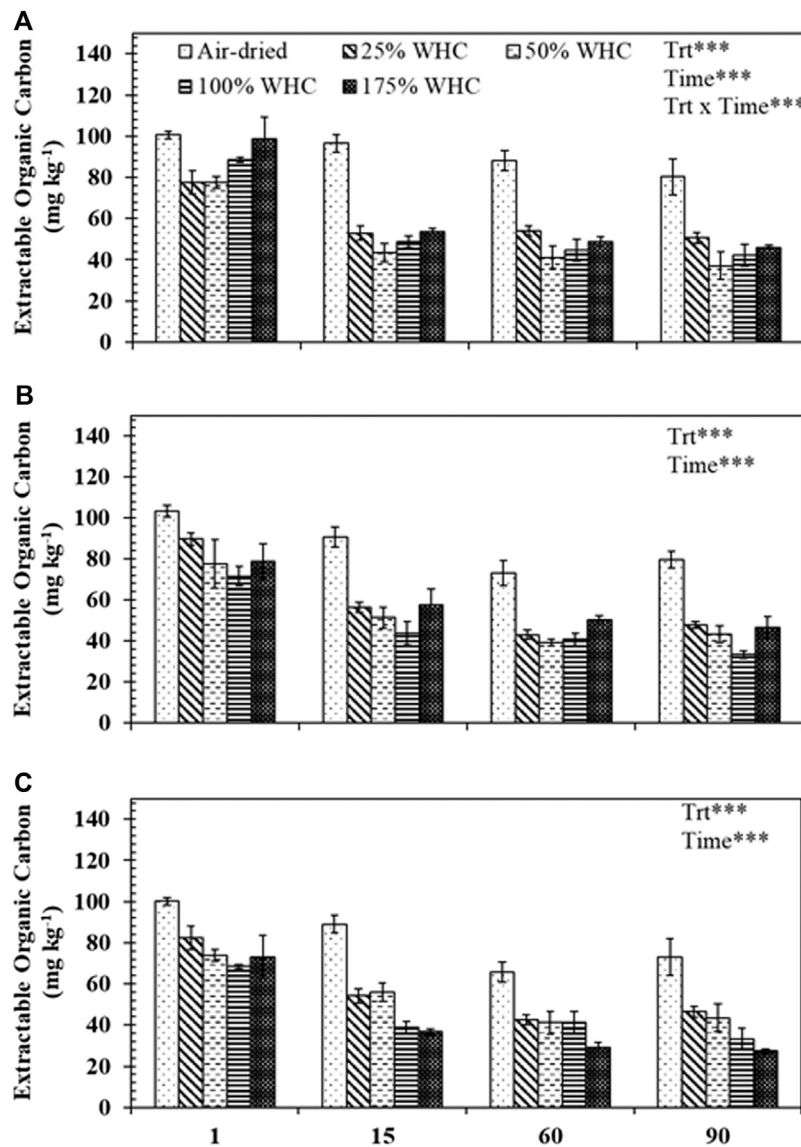 A
Extractable Organic Carbon
(mg kg⁻¹)
140
120
100
80
60
40
20
0
Air-dried 25% WHC 50% WHC
100% WHC 175% WHC
Trt***
Time***
Trt x Time***
B
Extractable Organic Carbon
(mg kg⁻¹)
140
120
100
80
60
40
20
0
Trt***
Time***
C
Extractable Organic Carbon
(mg kg⁻¹)
140
120
100
80
60
40
20
0
Trt***
Time***
1 15 60 90